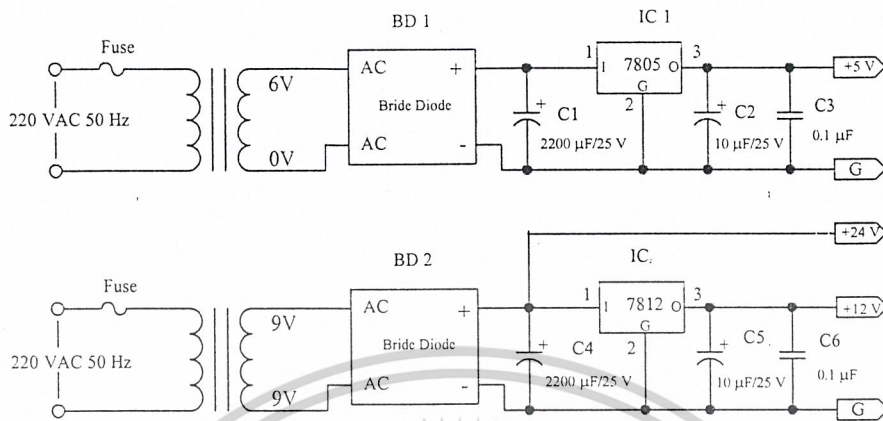 BD 1
IC 1
Fuse
220 VAC 50 Hz
6V
0V
AC
+
Bride Diode
AC
-
1
I
7805
O
3
G
2
+
C1
2200 µF/25 V
+
C2
10 µF/25 V
C3
0.1 µF
+5 V
G
+24 V
BD 2
IC
Fuse
220 VAC 50 Hz
9V
9V
AC
+
Bride Diode
AC
-
1
I
7812
O
3
G
2
+
C4
2200 µF/25 V
+
C5
10 µF/25 V
C6
0.1 µF
+12 V
G